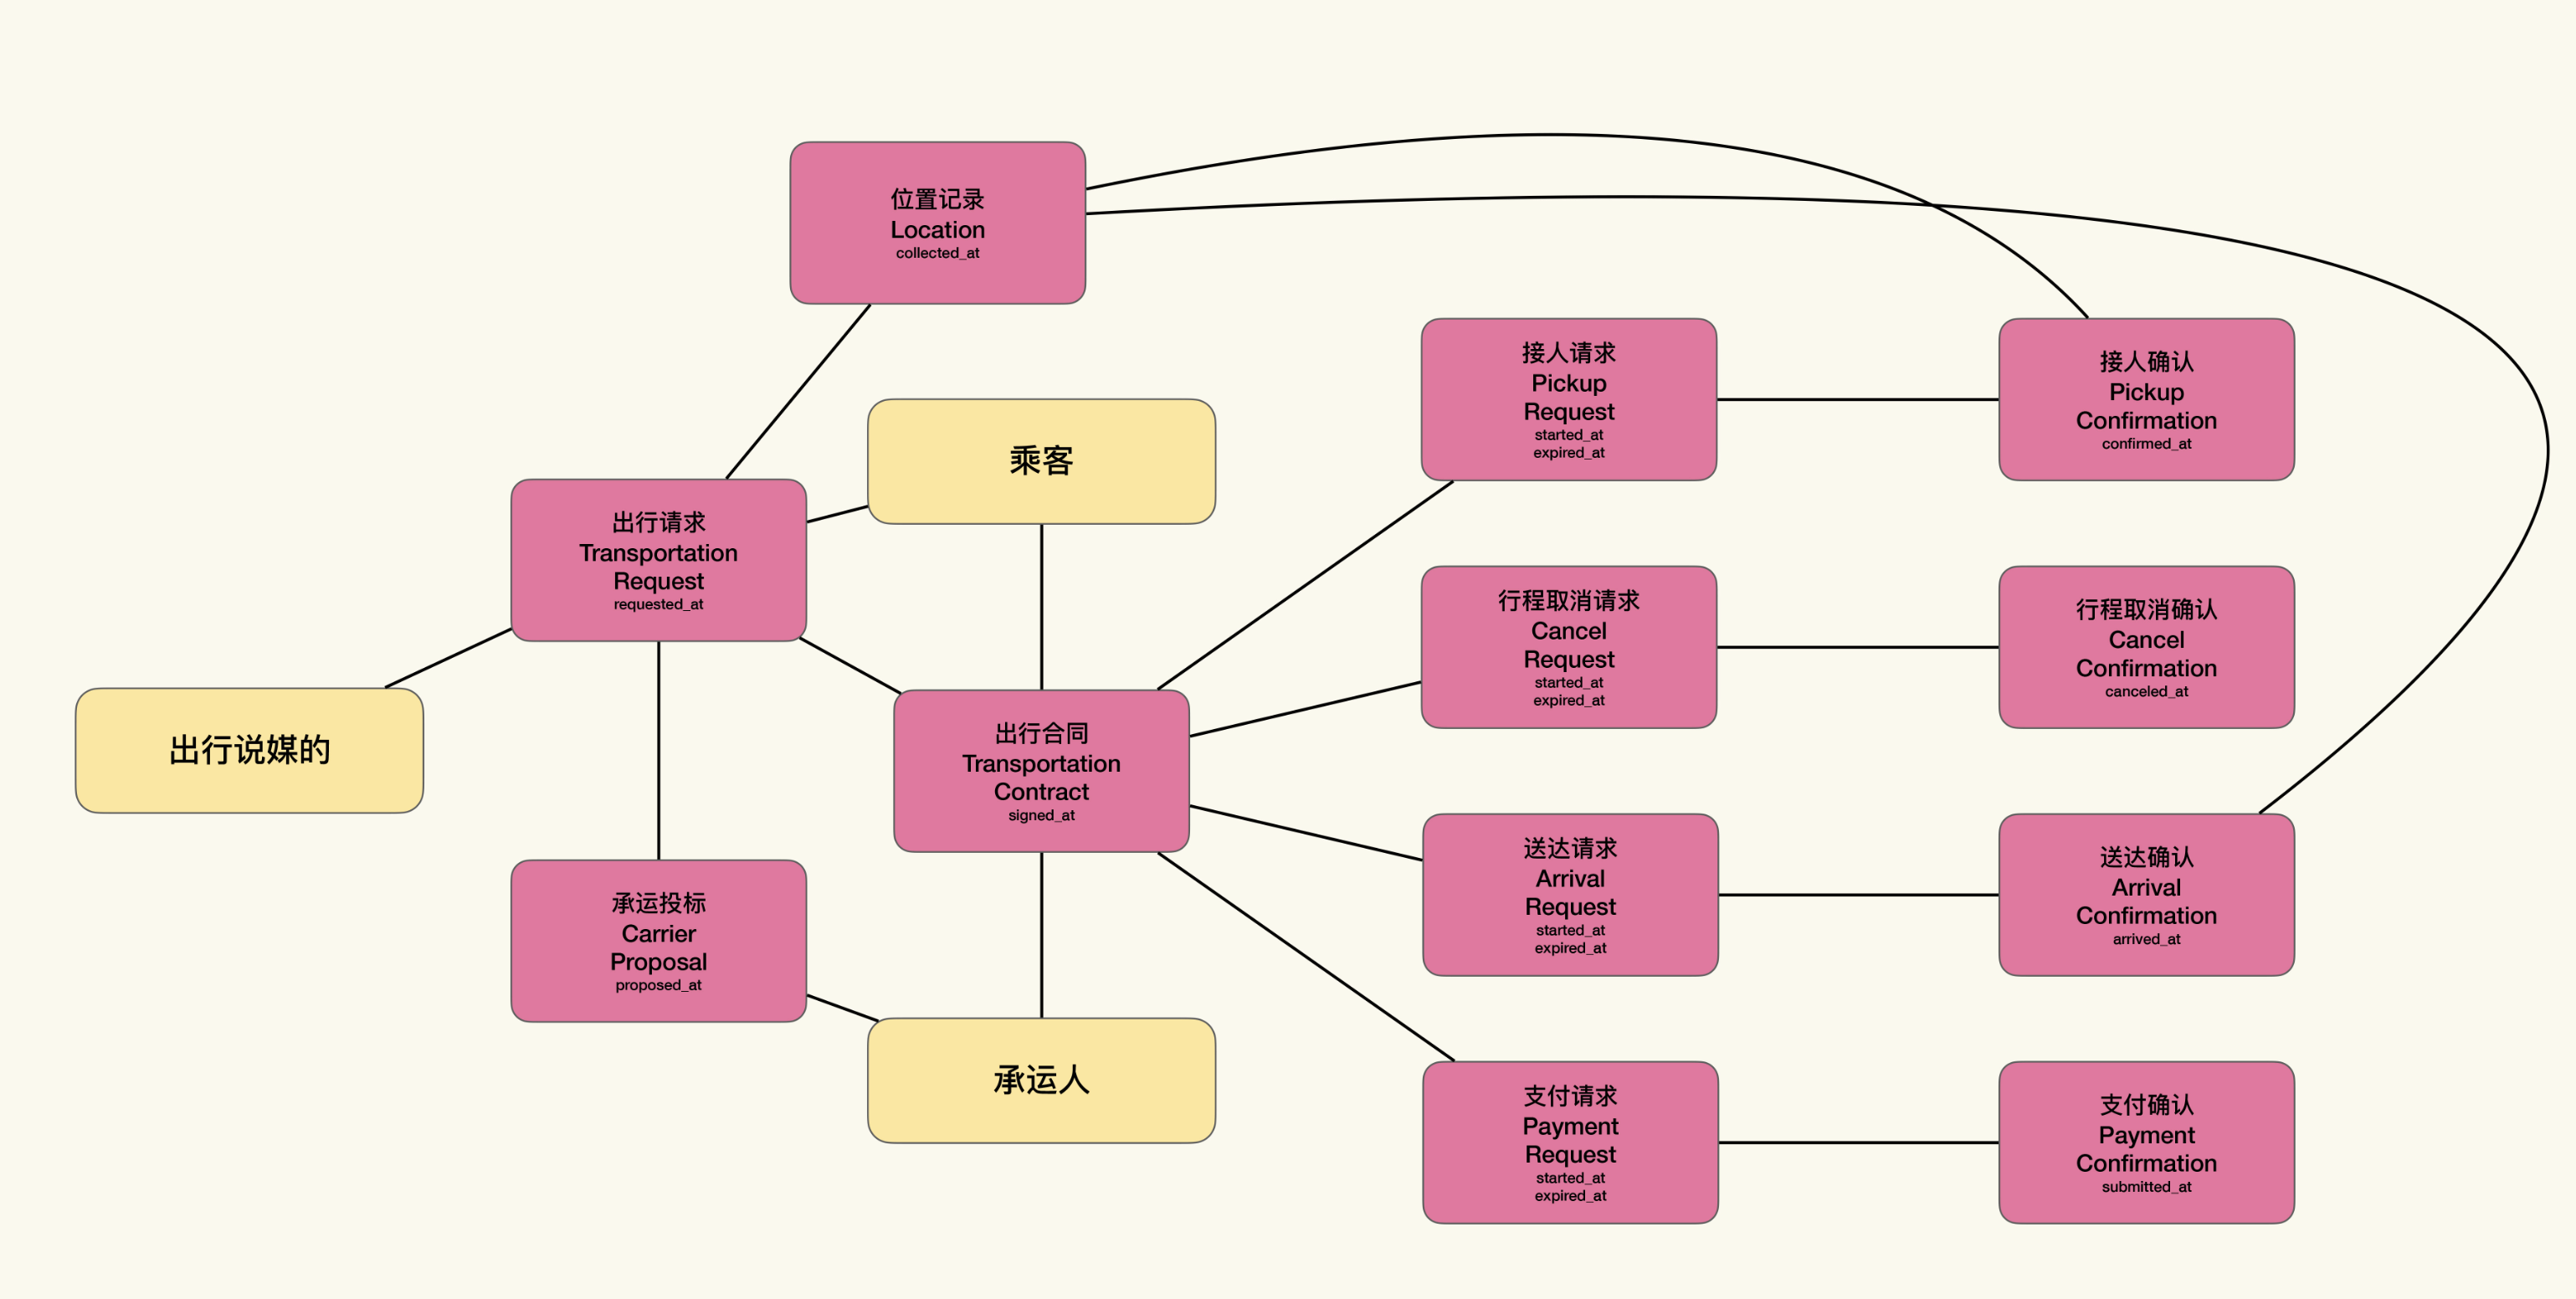 位置记录
Location
collected_at
接人请求
Pickup
Request
started_at
expired_at
接人确认
Pickup
Confirmation
confirmed_at
乘客
出行请求
Transportation
Request
requested_at
行程取消请求
Cancel
Request
started_at
expired_at
行程取消确认
Cancel
Confirmation
canceled_at
出行说媒的
出行合同
Transportation
Contract
signed_at
送达请求
Arrival
Request
started_at
expired_at
送达确认
Arrival
Confirmation
arrived_at
承运投标
Carrier
Proposal
proposed_at
承运人
支付请求
Payment
Request
started_at
expired_at
支付确认
Payment
Confirmation
submitted_at